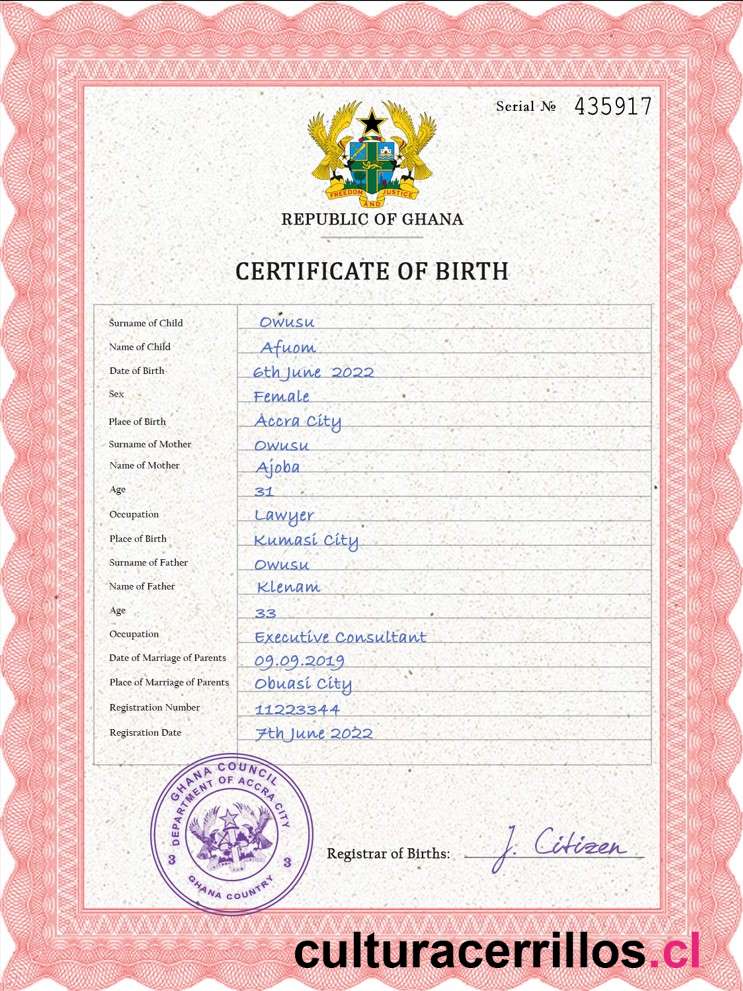 Serial № 435917
FREEDOM AND JUSTICE
REPUBLIC OF GHANA
CERTIFICATE OF BIRTH
Surname of Child Owusu
Name of Child Afuom
Date of Birth 6th June 2022
Sex Female
Place of Birth Accra City
Surname of Mother Owusu
Name of Mother Ajoba
Age 31
Occupation Lawyer
Place of Birth Kumasi City
Surname of Father Owusu
Name of Father Klenam
Age 33
Occupation Executive Consultant
Date of Marriage of Parents 09.09.2019
Place of Marriage of Parents Obuasi City
Registration Number 11223344
Regisration Date 7th June 2022
GHANA COUNCIL
DEPARTMENT OF ACCRA CITY
3 3
GHANA COUNTRY
Registrar of Births: J. Citizen
culturacerrillos.cl